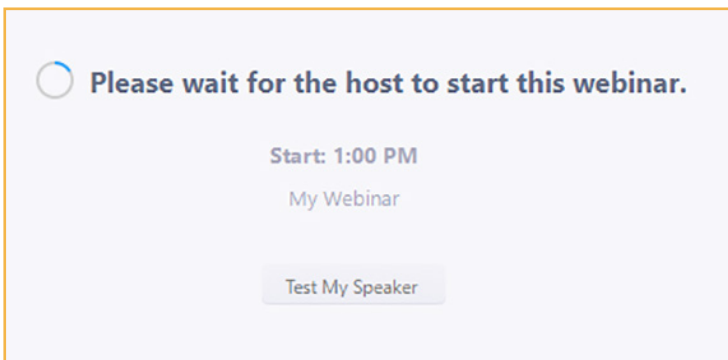 Please wait for the host to start this webinar.
Start: 1:00 PM
My Webinar
Test My Speaker